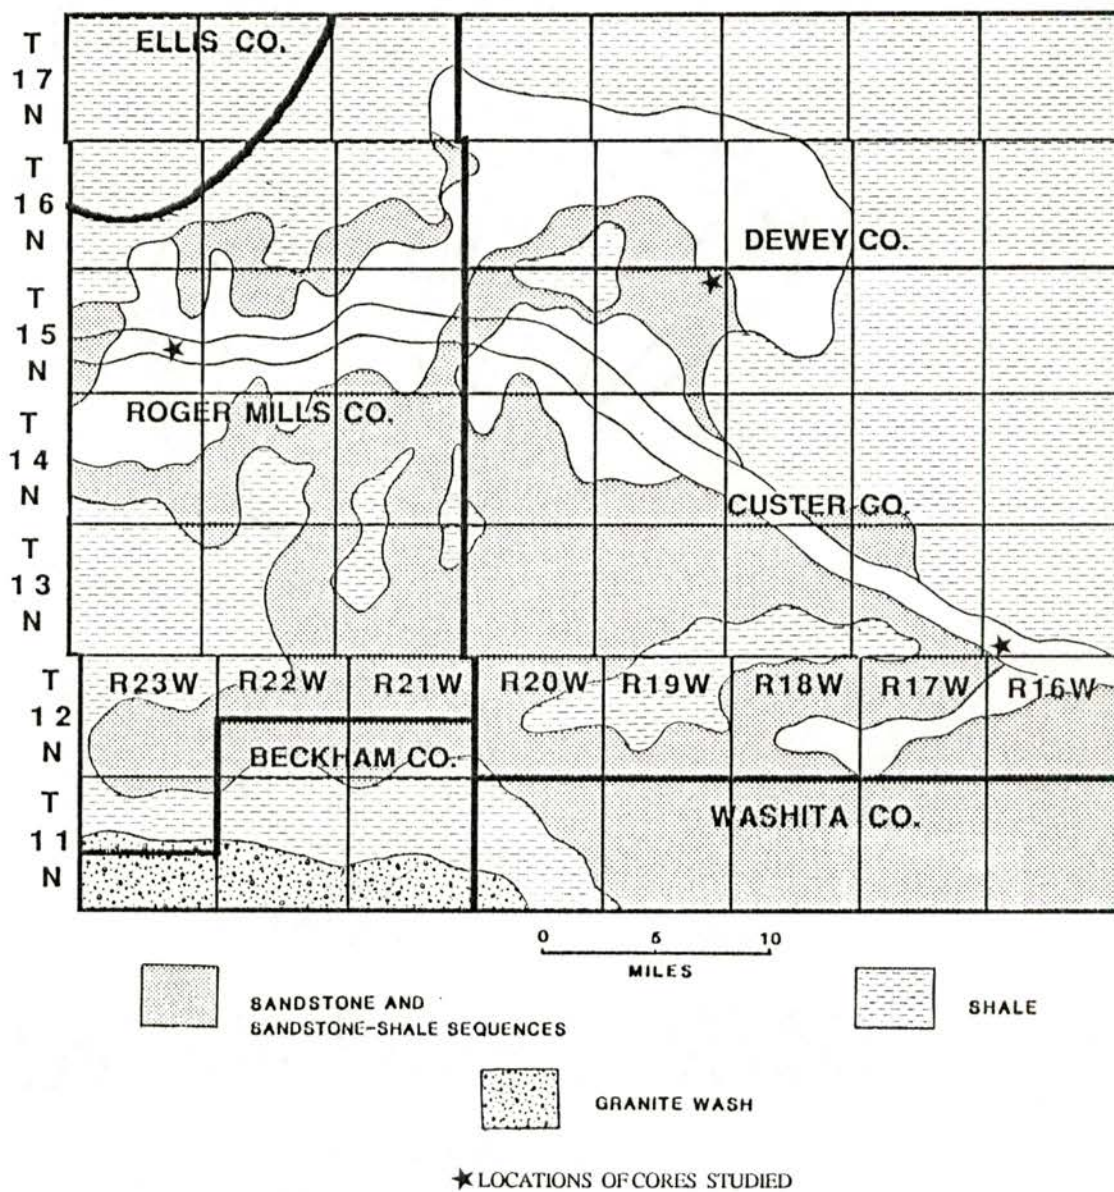 T
17
N
ELLIS CO.
T
16
N
DEWEY CO.
T
15
N
ROGER MILLS CO.
T
14
N
CUSTER CO.
T
13
N
T
12
N
R23W R22W R21W R20W R19W R18W R17W R16W
BECKHAM CO.
T
11
N
WASHITA CO.
0 5 10
MILES
SANDSTONE AND
SANDSTONE-SHALE SEQUENCES
SHALE
GRANITE WASH
★ LOCATIONS OF CORES STUDIED